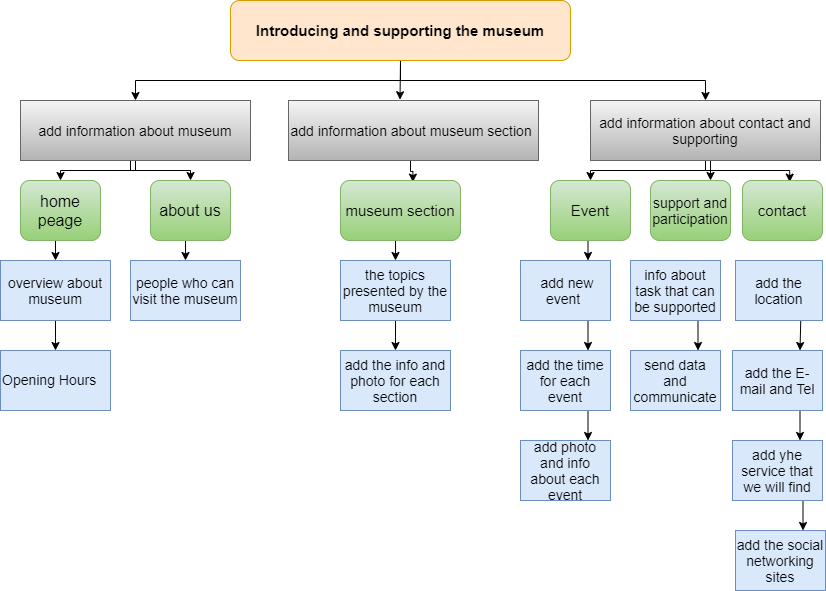 Introducing and supporting the museum
add information about museum
add information about museum section
add information about contact and
supporting
home
peage
about us
museum section
Event
support and
participation
contact
overview about
museum
people who can
visit the museum
the topics
presented by the
museum
add new
event
info about
task that can
be supported
add the
location
Opening Hours
add the info and
photo for each
section
add the time
for each
event
send data
and
communicate
add the E-
mail and Tel
add photo
and info
about each
event
add yhe
service that
we will find
add the social
networking
sites